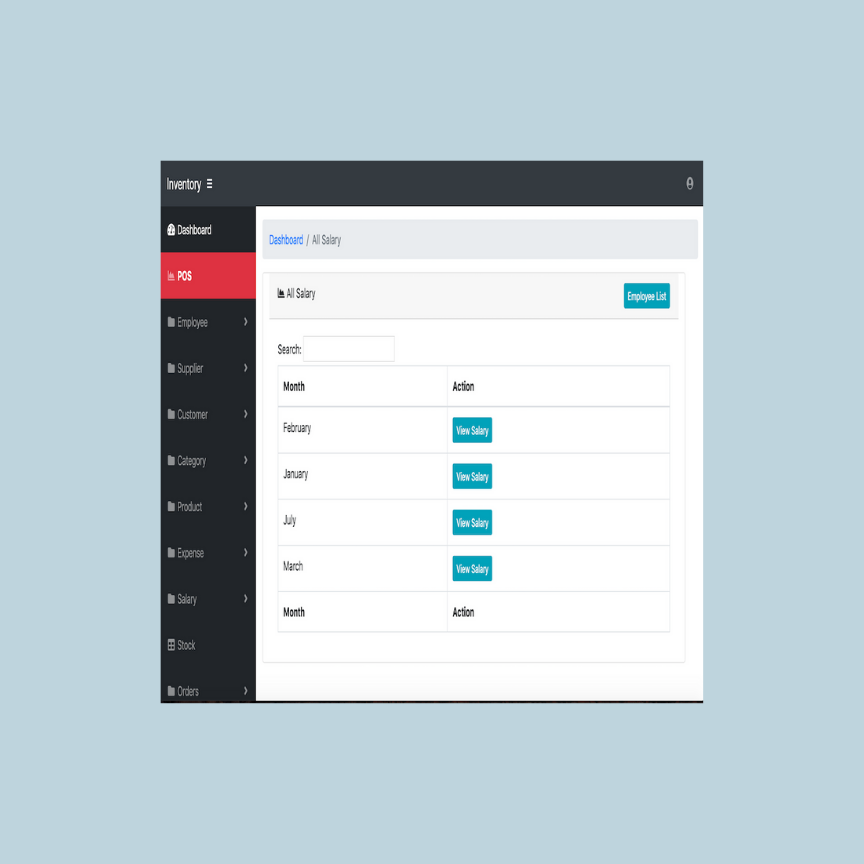 Inventory
Dashboard
POS
Employee
Supplier
Customer
Category
Product
Expense
Salary
Stock
Orders
Dashboard / All Salary
All Salary
Employee List
Search:
Month Action
February View Salary
January View Salary
July View Salary
March View Salary
Month Action